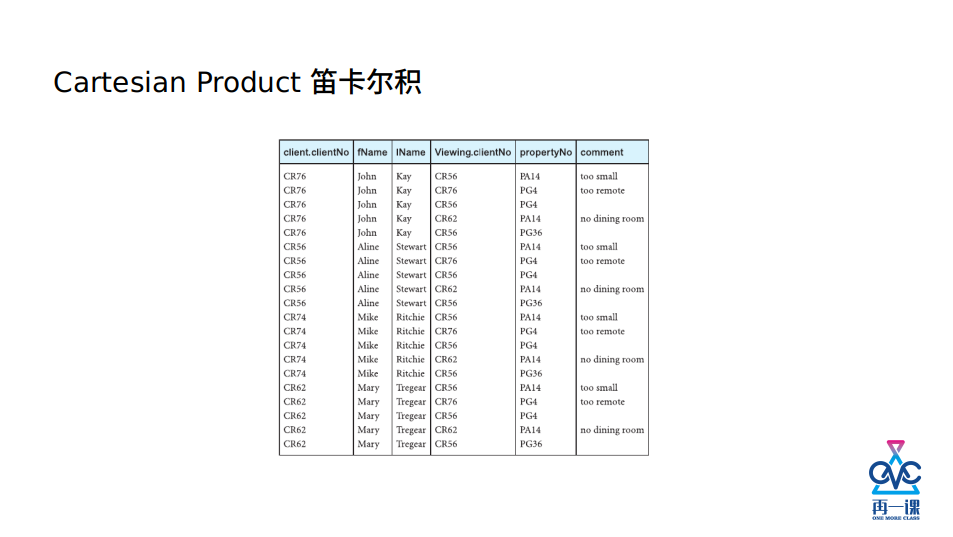 Cartesian Product 笛卡尔积
client.clientNo fName lName Viewing.clientNo propertyNo comment
CR76 John Kay CR56 PA14 too small
CR76 John Kay CR76 PG4 too remote
CR76 John Kay CR56 PG4
CR76 John Kay CR62 PA14 no dining room
CR76 John Kay CR56 PG36
CR56 Aline Stewart CR56 PA14 too small
CR56 Aline Stewart CR76 PG4 too remote
CR56 Aline Stewart CR56 PG4
CR56 Aline Stewart CR62 PA14 no dining room
CR56 Aline Stewart CR56 PG36
CR74 Mike Ritchie CR56 PA14 too small
CR74 Mike Ritchie CR76 PG4 too remote
CR74 Mike Ritchie CR56 PG4
CR74 Mike Ritchie CR62 PA14 no dining room
CR74 Mike Ritchie CR56 PG36
CR62 Mary Tregear CR56 PA14 too small
CR62 Mary Tregear CR76 PG4 too remote
CR62 Mary Tregear CR56 PG4
CR62 Mary Tregear CR62 PA14 no dining room
CR62 Mary Tregear CR56 PG36
OVC
再一课
ONE MORE CLASS